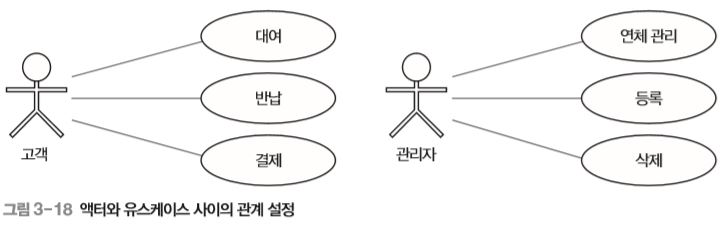 대여
반납
결제
고객
연체 관리
등록
삭제
관리자
그림 3-18 액터와 유스케이스 사이의 관계 설정